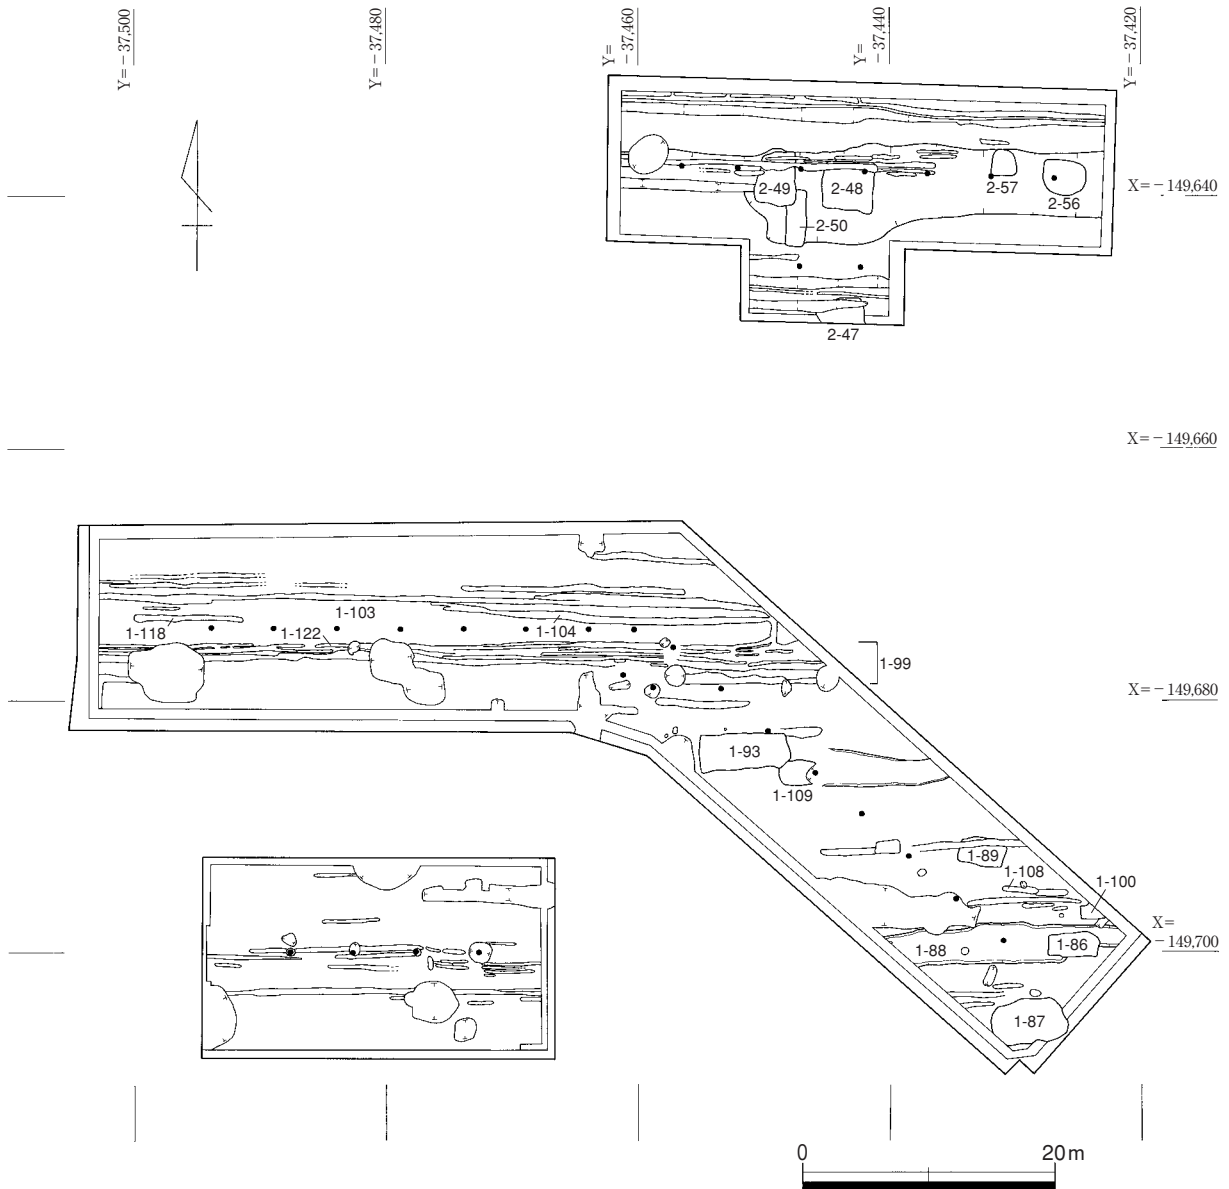 Y=－37,500
Y=－37,480
Y=
－37,460
Y=
－37,440
Y=－37,420
X=－149,640
2-49
2-48
2-57
2-56
2-50
2-47
X=－149,660
1-103
1-118
1-122
1-104
1-99
X=－149,680
1-93
1-109
1-89
1-108
1-100
X=
－149,700
1-88
1-86
1-87
0
20m